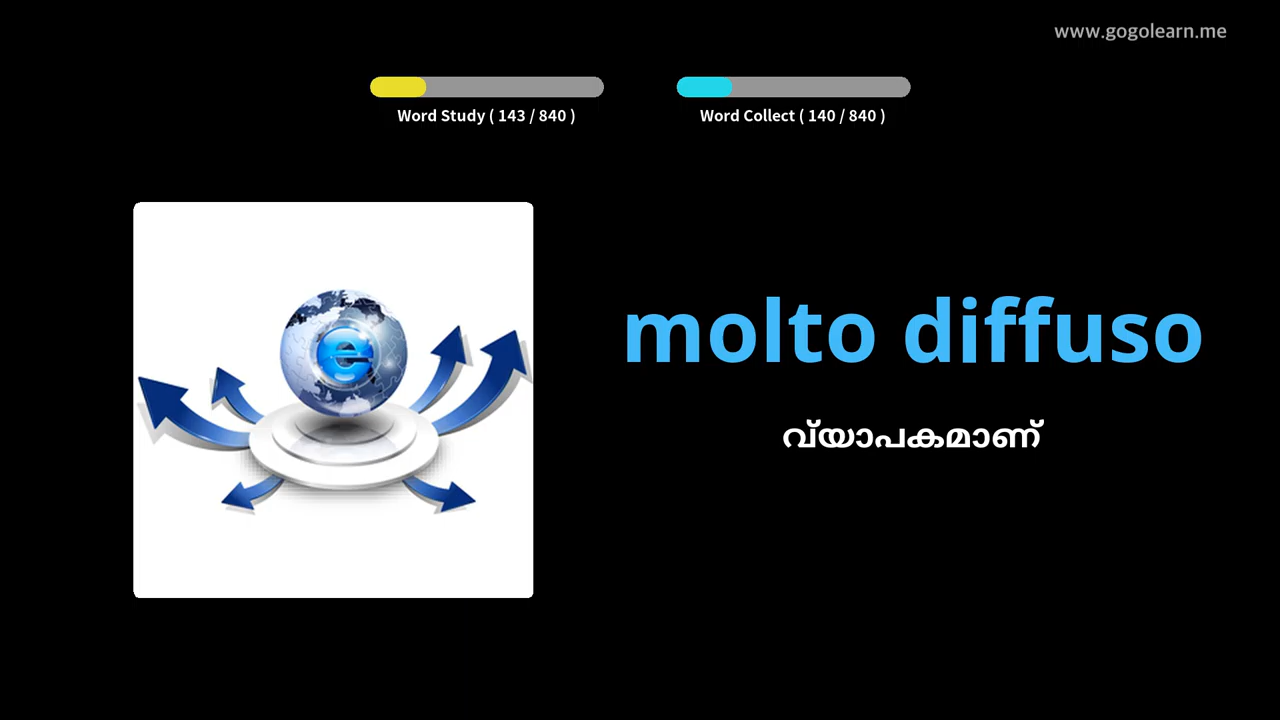 www.gogolearn.me
Word Study ( 143 / 840 )
Word Collect ( 140 / 840 )
e
molto diffuso
വ്യാപകമാണ്